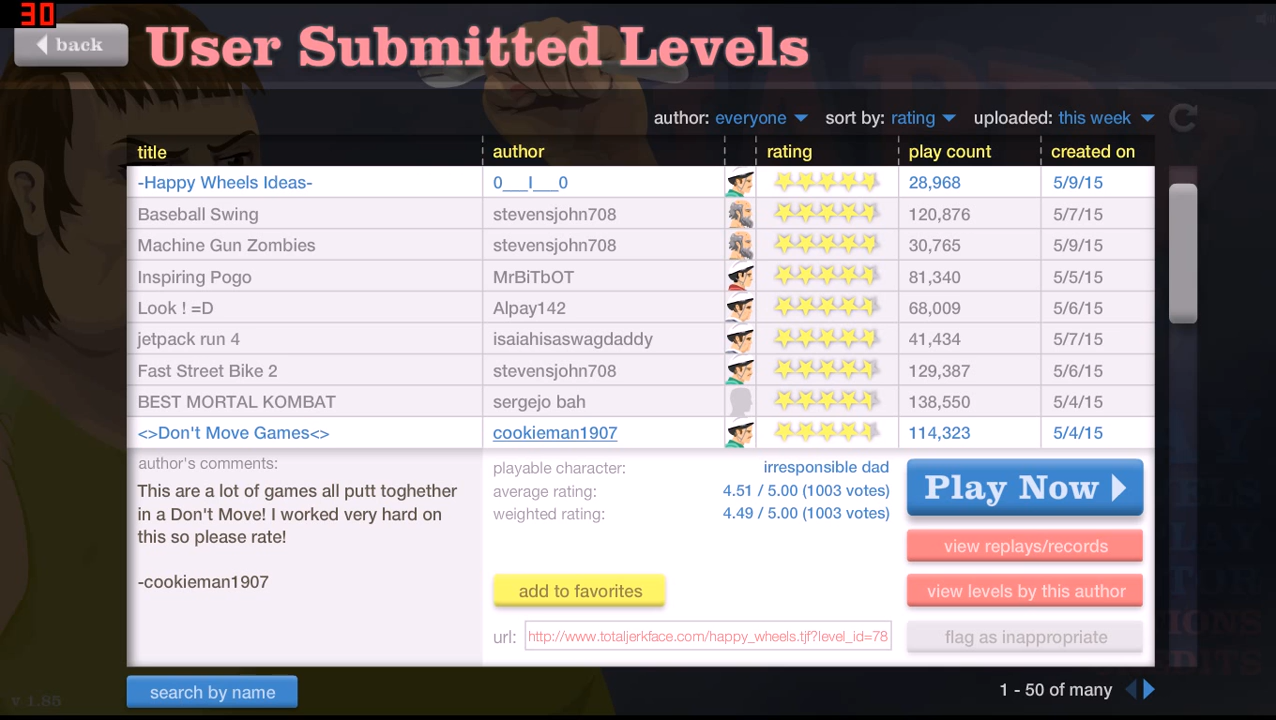 30
back
User Submitted Levels
author: everyone sort by: rating uploaded: this week
title author rating play count created on
-Happy Wheels Ideas- 0___I___0 28,968 5/9/15
Baseball Swing stevensjohn708 120,876 5/7/15
Machine Gun Zombies stevensjohn708 30,765 5/9/15
Inspiring Pogo MrBiTbOT 81,340 5/5/15
Look ! =D Alpay142 68,009 5/6/15
jetpack run 4 isaiahisaswagdaddy 41,434 5/7/15
Fast Street Bike 2 stevensjohn708 129,387 5/6/15
BEST MORTAL KOMBAT sergejo bah 138,550 5/4/15
<>Don't Move Games<> cookieman1907 114,323 5/4/15
author's comments:
This are a lot of games all putt toghether
in a Don't Move! I worked very hard on
this so please rate!
-cookieman1907
playable character: irresponsible dad
average rating: 4.51 / 5.00 (1003 votes)
weighted rating: 4.49 / 5.00 (1003 votes)
add to favorites
url: http://www.totaljerkface.com/happy_wheels.tjf?level_id=78
Play Now
view replays/records
view levels by this author
flag as inappropriate
search by name
1 - 50 of many
v 1.85